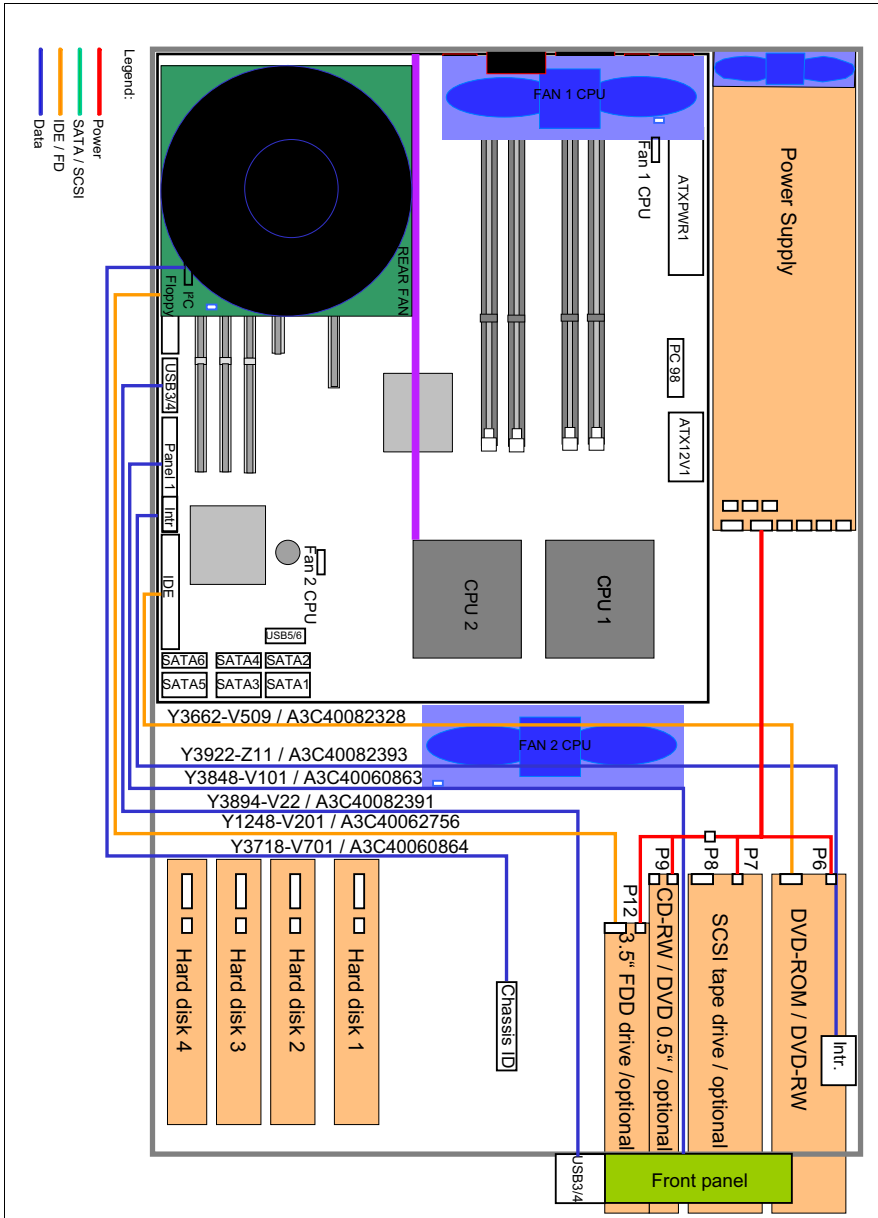 Legend:
Power
SATA / SCSI
IDE / FD
Data
FAN 1 CPU
Fan 1 CPU
ATXPWR1
Power Supply
REAR FAN
I²C
Floppy
USB3/4
PC 98
ATX12V1
Panel 1
Intr
IDE
Fan 2 CPU
USB5/6
CPU 2
CPU 1
SATA6
SATA4
SATA2
SATA5
SATA3
SATA1
Y3662-V509 / A3C40082328
FAN 2 CPU
Y3922-Z11 / A3C40082393
Y3848-V101 / A3C40060863
Y3894-V22 / A3C40082391
Y1248-V201 / A3C40062756
Y3718-V701 / A3C40060864
P12
P9
P8
P7
P6
Hard disk 4
Hard disk 3
Hard disk 2
Hard disk 1
Chassis ID
3.5“ FDD drive /optional
CD-RW / DVD 0.5“ / optional
SCSI tape drive / optional
DVD-ROM / DVD-RW
Intr.
USB3/4
Front panel